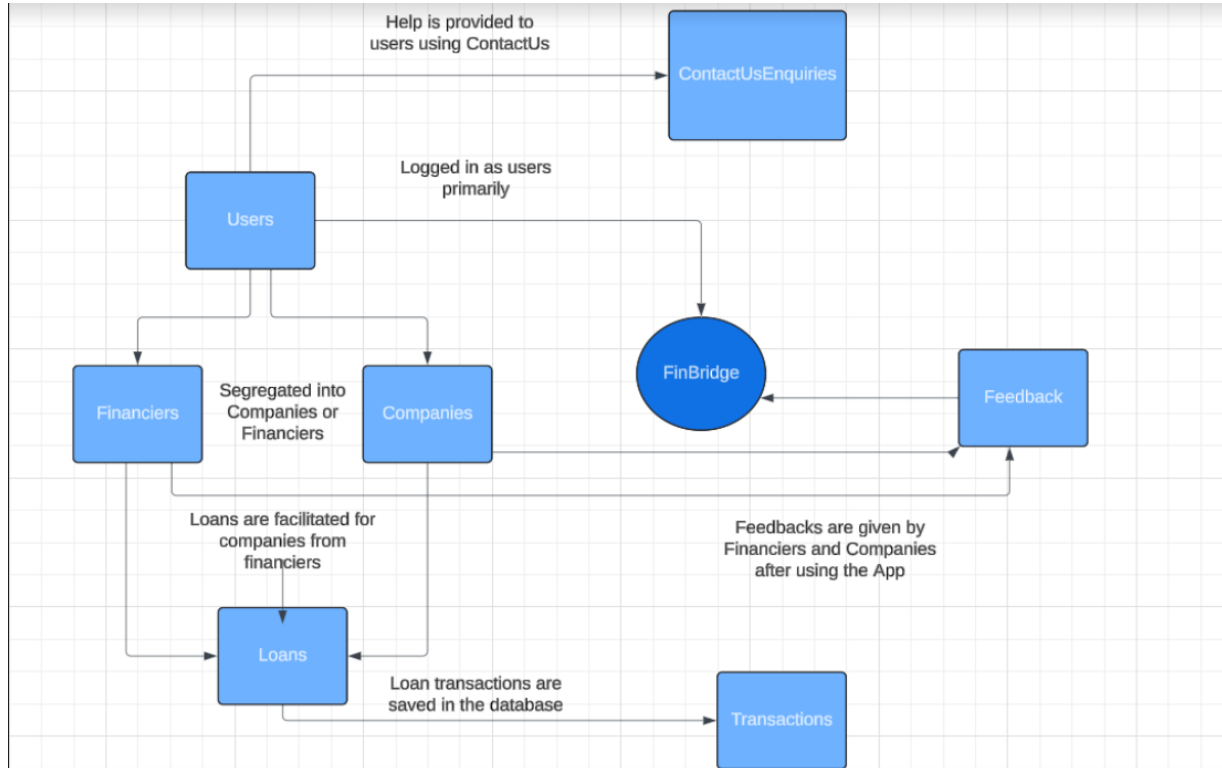 Help is provided to
users using ContactUs
ContactUsEnquiries
Logged in as users
primarily
Users
FinBridge
Feedback
Financiers
Segregated into
Companies or
Financiers
Companies
Loans are facilitated for
companies from
financiers
Feedbacks are given by
Financiers and Companies
after using the App
Loans
Loan transactions are
saved in the database
Transactions